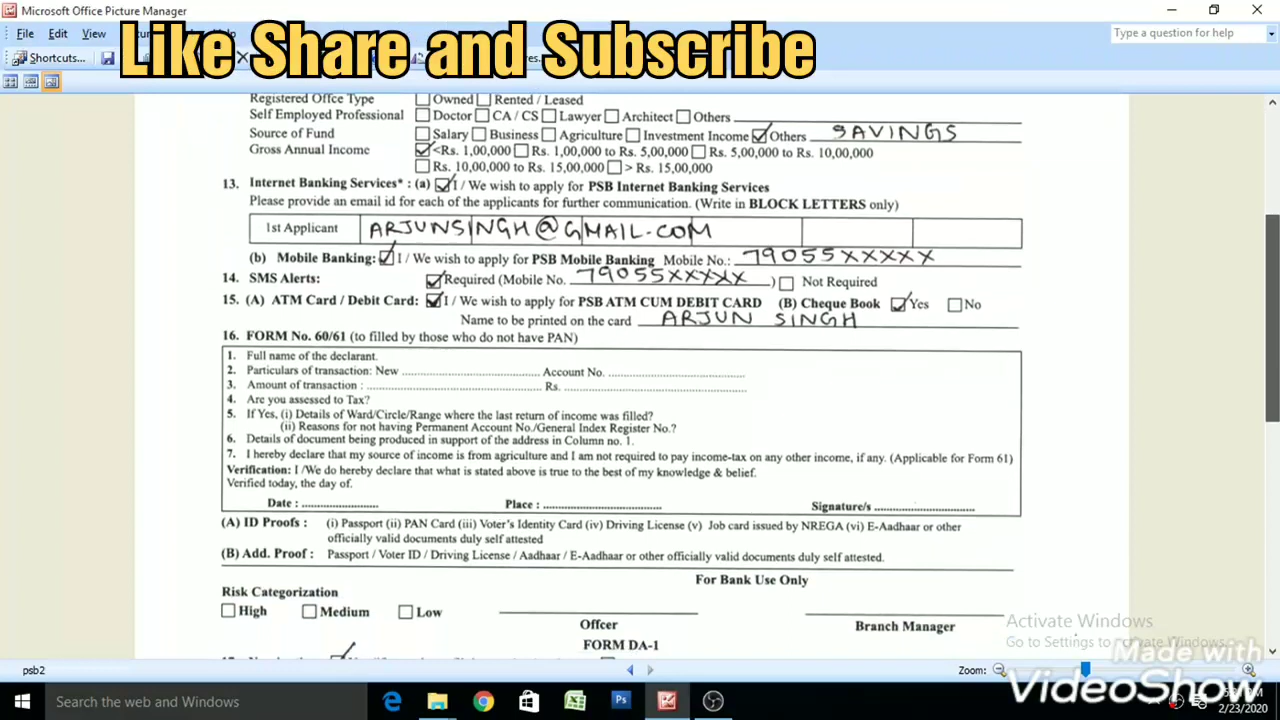 Microsoft Office Picture Manager
File Edit View
Like Share and Subscribe
Type a question for help
Shortcuts...
Registered Offce Type Owned Rented / Leased
Self Employed Professional Doctor CA / CS Lawyer Architect Others
Source of Fund Salary Business Agriculture Investment Income Others SAVINGS
Gross Annual Income <Rs. 1,00,000 Rs. 1,00,000 to Rs. 5,00,000 Rs. 5,00,000 to Rs. 10,00,000
Rs. 10,00,000 to Rs. 15,00,000 > Rs. 15,00,000
13. Internet Banking Services* : (a) I / We wish to apply for PSB Internet Banking Services
Please provide an email id for each of the applicants for further communication. (Write in BLOCK LETTERS only)
1st Applicant ARJUNSINGH@GMAIL.COM
(b) Mobile Banking: I / We wish to apply for PSB Mobile Banking Mobile No.: 79055XXXXX
14. SMS Alerts: Required (Mobile No. 79055XXXXX ) Not Required
15. (A) ATM Card / Debit Card: I / We wish to apply for PSB ATM CUM DEBIT CARD (B) Cheque Book Yes No
Name to be printed on the card ARJUN SINGH
16. FORM No. 60/61 (to filled by those who do not have PAN)
1. Full name of the declarant.
2. Particulars of transaction: New .................... Account No. ....................
3. Amount of transaction : .................... Rs. ....................
4. Are you assessed to Tax?
5. If Yes, (i) Details of Ward/Circle/Range where the last return of income was filled?
(ii) Reasons for not having Permanent Account No./General Index Register No.?
6. Details of document being produced in support of the address in Column no. 1.
7. I hereby declare that my source of income is from agriculture and I am not required to pay income-tax on any other income, if any. (Applicable for Form 61)
Verification: I /We do hereby declare that what is stated above is true to the best of my knowledge & belief.
Verified today, the day of.
Date : .................... Place : .................... Signature/s ....................
(A) ID Proofs : (i) Passport (ii) PAN Card (iii) Voter's Identity Card (iv) Driving License (v) Job card issued by NREGA (vi) E-Aadhaar or other
officially valid documents duly self attested
(B) Add. Proof : Passport / Voter ID / Driving License / Aadhaar / E-Aadhaar or other officially valid documents duly self attested.
For Bank Use Only
Risk Categorization
High Medium Low
Offcer Branch Manager
FORM DA-1
Activate Windows
Go to Settings to activate Windows.
Made with
VideoShow
psb2 Zoom:
Search the web and Windows
2/23/2020